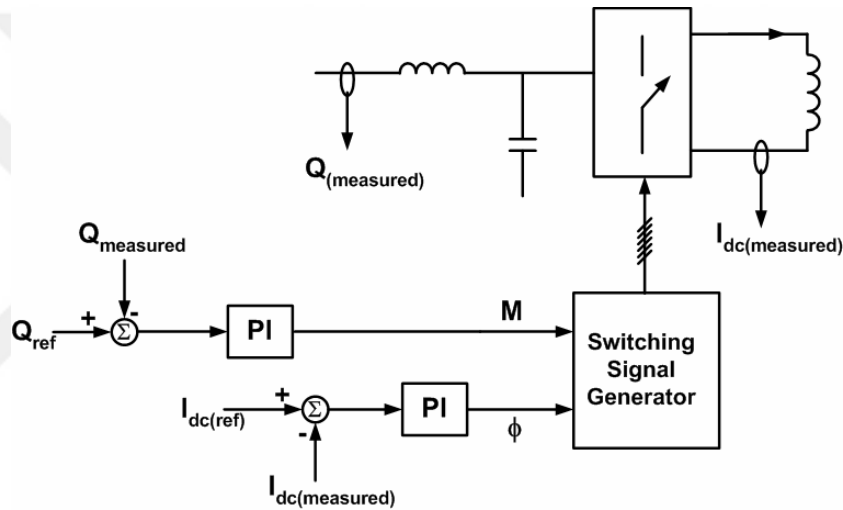 Q(measured)
Idc(measured)
Qmeasured
+
-
Qref
Σ
PI
M
Switching
Signal
Generator
+
Idc(ref)
Σ
-
PI
ϕ
Idc(measured)